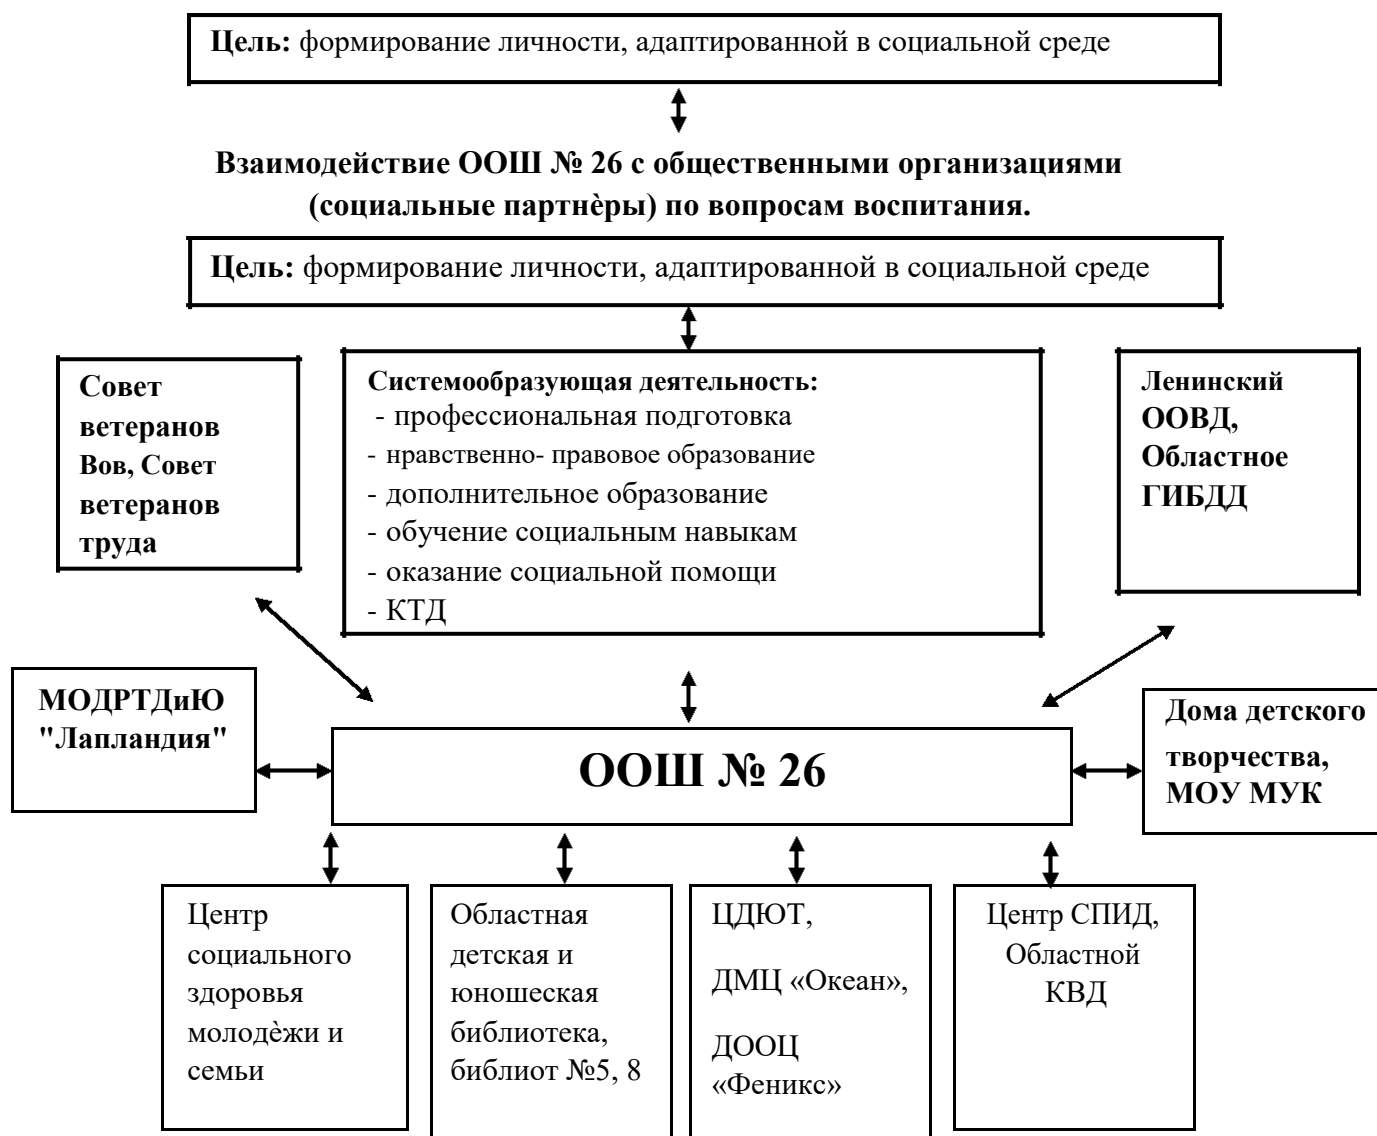 Цель: формирование личности, адаптированной в социальной среде
Взаимодействие ООШ № 26 с общественными организациями
(социальные партнѐры) по вопросам воспитания.
Цель: формирование личности, адаптированной в социальной среде
Совет
ветеранов
Вов, Совет
ветеранов
труда
Системообразующая деятельность:
- профессиональная подготовка
- нравственно- правовое образование
- дополнительное образование
- обучение социальным навыкам
- оказание социальной помощи
- КТД
Ленинский
ООВД,
Областное
ГИБДД
МОДРТДиЮ
"Лапландия"
ООШ № 26
Дома детского
творчества,
МОУ МУК
Центр
социального
здоровья
молодѐжи и
семьи
Областная
детская и
юношеская
библиотека,
библиот №5, 8
ЦДЮТ,
ДМЦ «Океан»,
ДООЦ
«Феникс»
Центр СПИД,
Областной
КВД